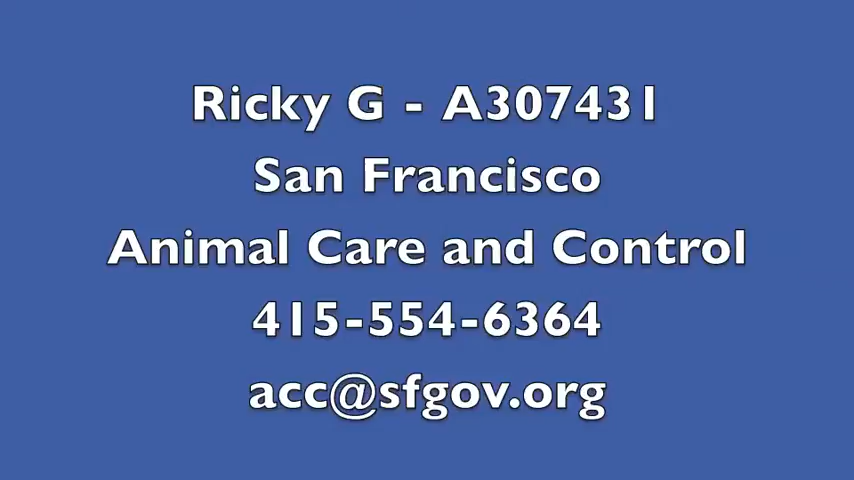 Ricky G - A307431
San Francisco
Animal Care and Control
415-554-6364
acc@sfgov.org